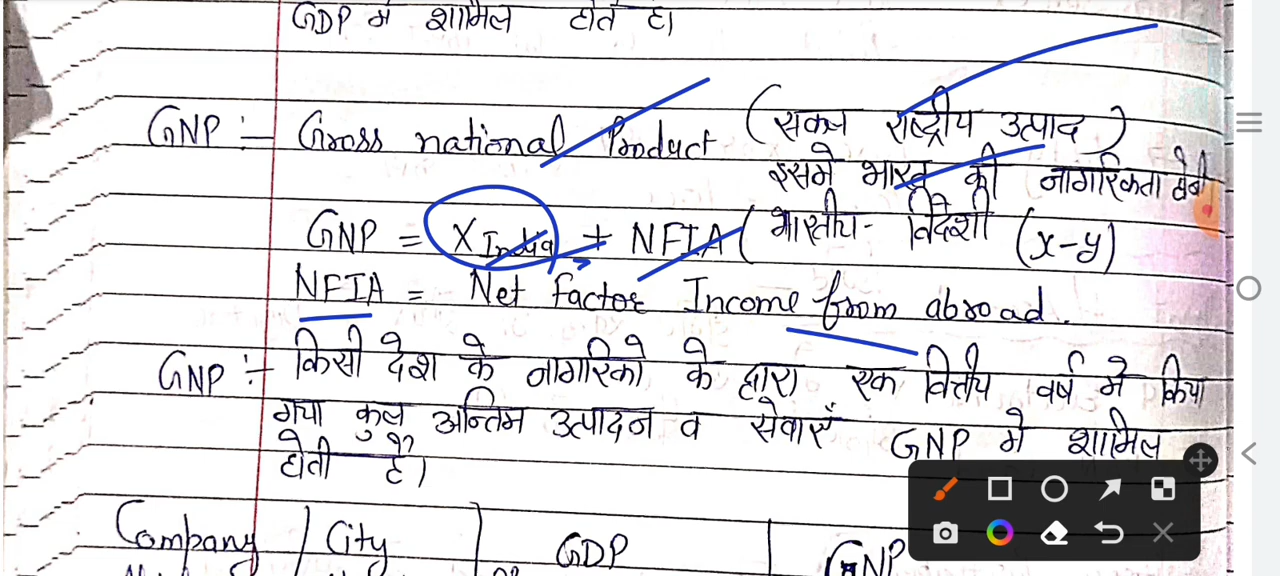 GDP में शामिल होते है।
GNP :- Gross national Product (सकल राष्ट्रीय उत्पाद)
इसमे भारत की नागरिकता होनी
GNP = X India + NFIA (भारतीय - विदेशी (x-y)
NFIA = Net Factor Income from abroad.
GNP :- किसी देश के नागरिको के द्वारा एक वित्तीय वर्ष मे किया
गया कुल अन्तिम उत्पादन व सेवाएँ GNP मे शामिल
होती है।
Company City GDP GNP